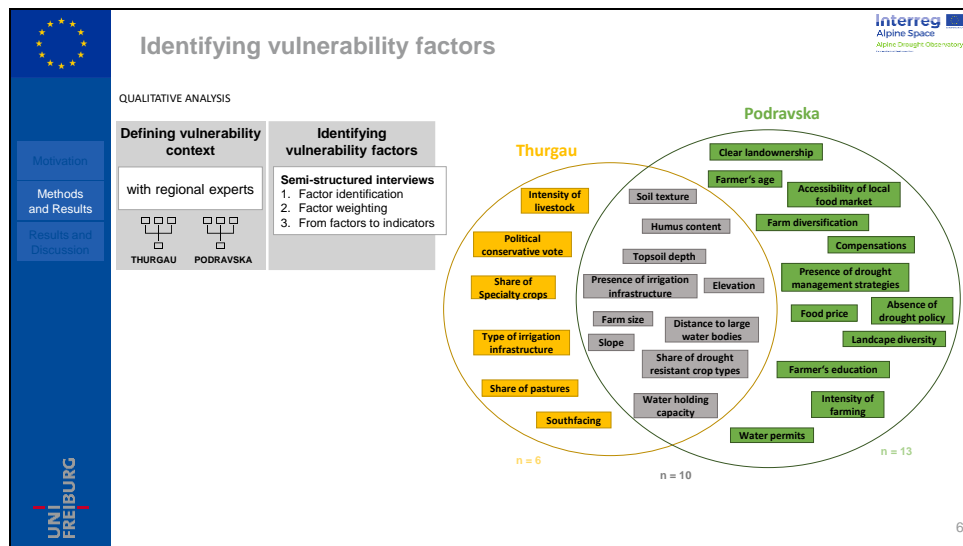 Identifying vulnerability factors
Interreg
Alpine Space
Alpine Drought Observatory
Motivation
Methods
and Results
Results and
Discussion
UNI
FREIBURG
QUALITATIVE ANALYSIS
Defining vulnerability
context
with regional experts
THURGAU
PODRAVSKA
Identifying
vulnerability factors
Semi-structured interviews
1. Factor identification
2. Factor weighting
3. From factors to indicators
Thurgau
Intensity of
livestock
Political
conservative vote
Share of
Specialty crops
Type of irrigation
infrastructure
Share of pastures
Southfacing
n = 6
Soil texture
Humus content
Topsoil depth
Presence of irrigation
infrastructure
Elevation
Farm size
Distance to large
water bodies
Slope
Share of drought
resistant crop types
Water holding
capacity
n = 10
Podravska
Clear landownership
Farmer's age
Accessibility of local
food market
Farm diversification
Compensations
Presence of drought
management strategies
Food price
Absence of
drought policy
Landscape diversity
Farmer's education
Intensity of
farming
Water permits
n = 13
6